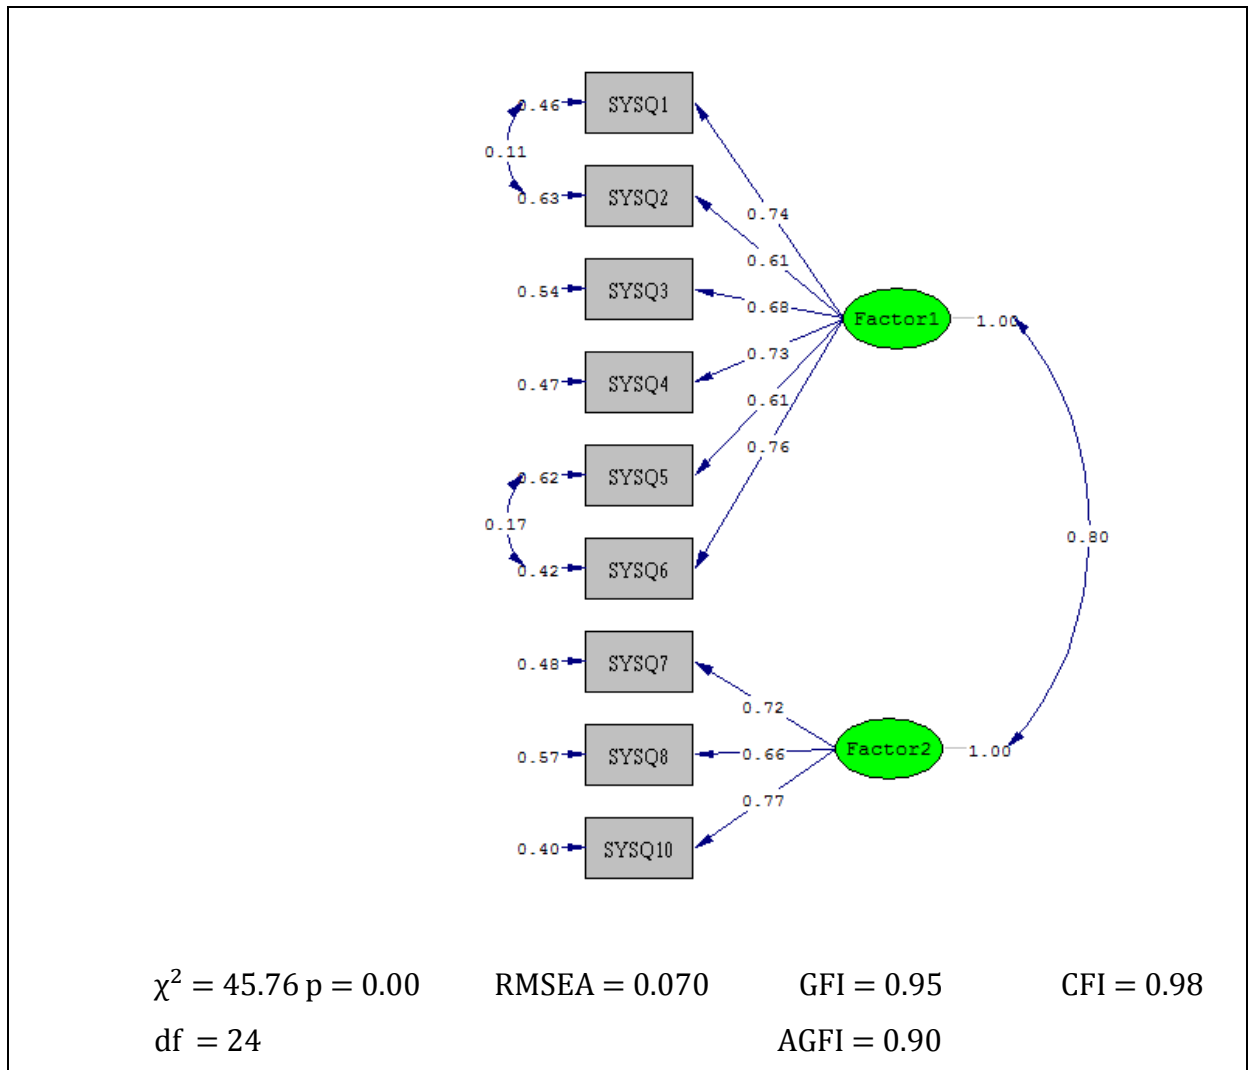 0.46 SYSQ1
0.11
0.74
0.63 SYSQ2
0.61
0.54 SYSQ3
0.68
Factor1 1.00
0.73
0.47 SYSQ4
0.61
0.76
0.62 SYSQ5
0.17
0.80
0.42 SYSQ6
0.48 SYSQ7
0.72
0.57 SYSQ8
0.66
Factor2 1.00
0.77
0.40 SYSQ10
χ² = 45.76 p = 0.00 RMSEA = 0.070 GFI = 0.95 CFI = 0.98
df = 24 AGFI = 0.90